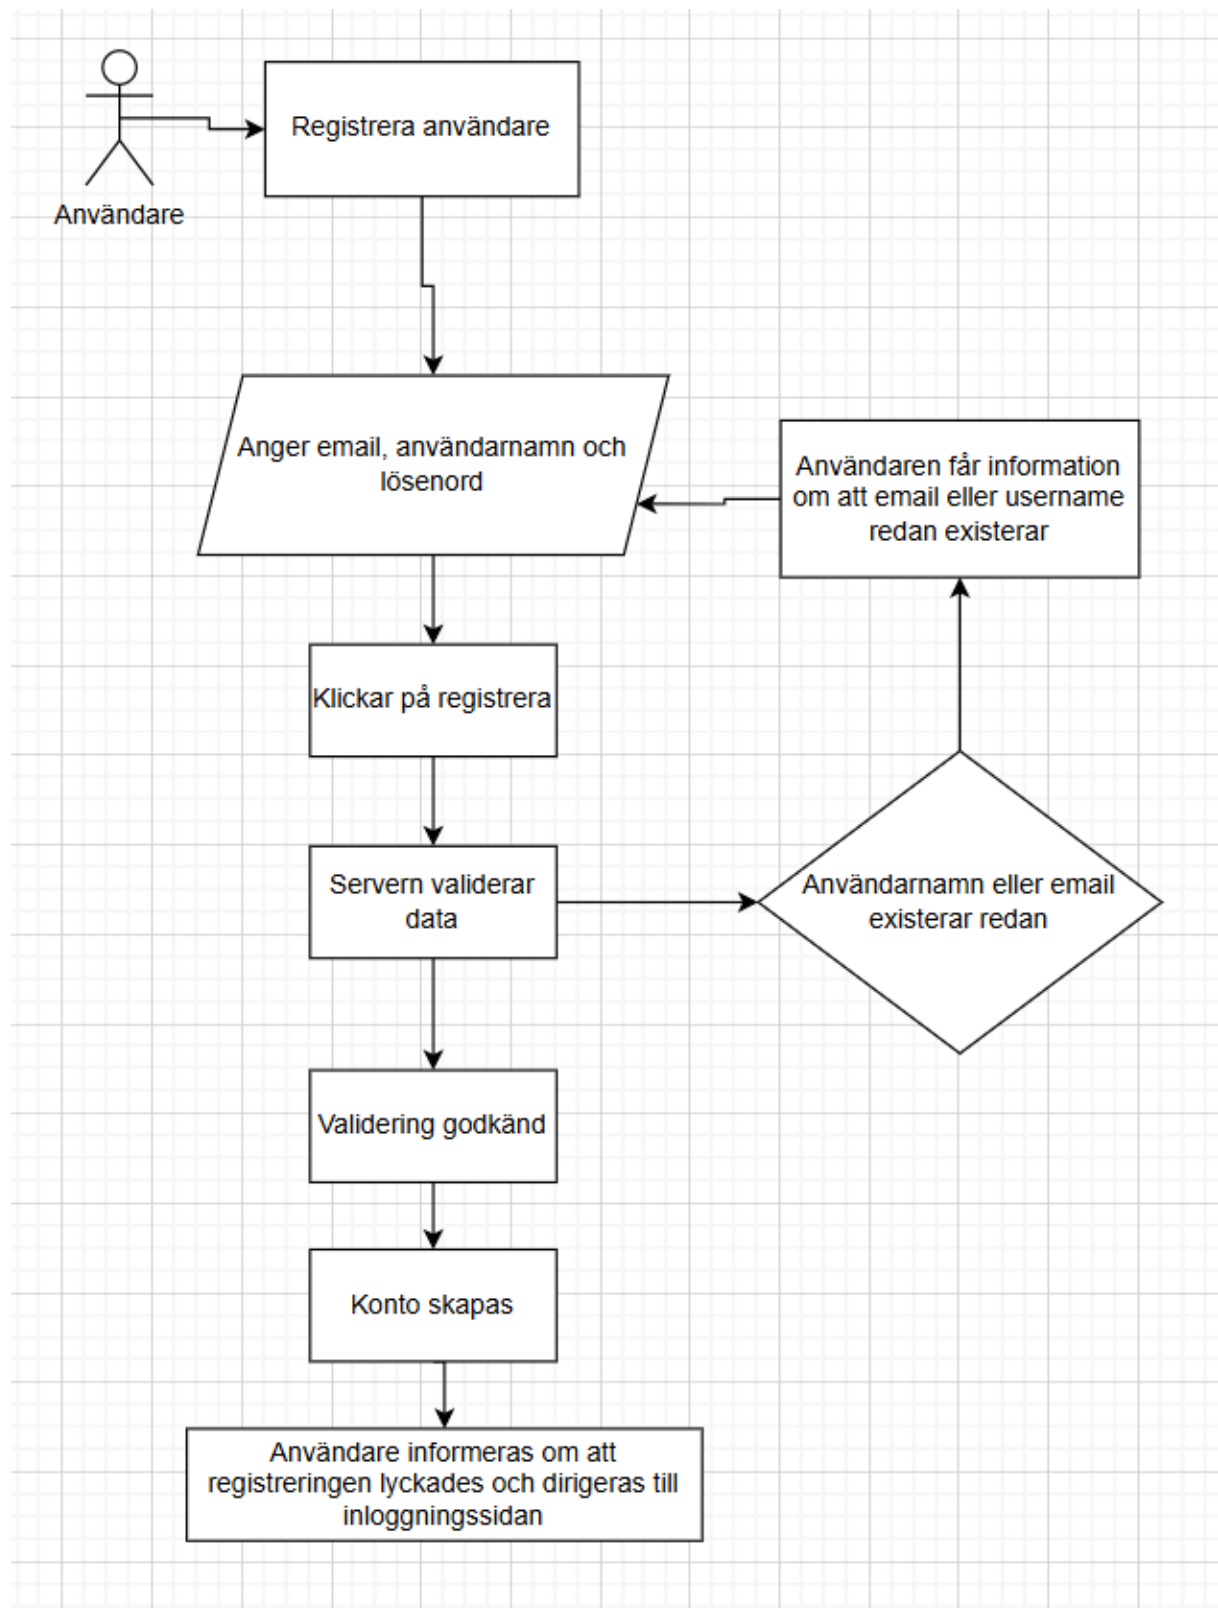 Registrera användare
Användare
Anger email, användarnamn och
lösenord
Användaren får information
om att email eller username
redan existerar
Klickar på registrera
Servern validerar
data
Användarnamn eller email
existerar redan
Validering godkänd
Konto skapas
Användare informeras om att
registreringen lyckades och dirigeras till
inloggningssidan